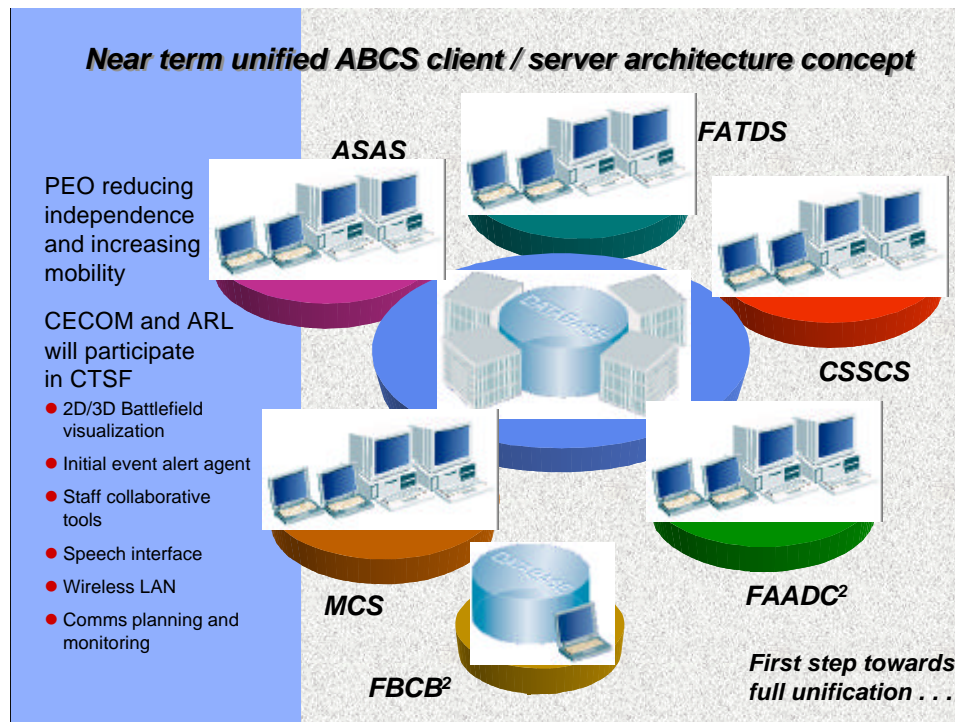 Near term unified ABCS client / server architecture concept
FATDS
ASAS
PEO reducing
independence
and increasing
mobility
CECOM and ARL
will participate
in CTSF
2D/3D Battlefield
visualization
Initial event alert agent
Staff collaborative
tools
Speech interface
Wireless LAN
Comms planning and
monitoring
DATABASE
CSSCS
MCS
FAADC²
DATABASE
FBCB²
First step towards
full unification . . .